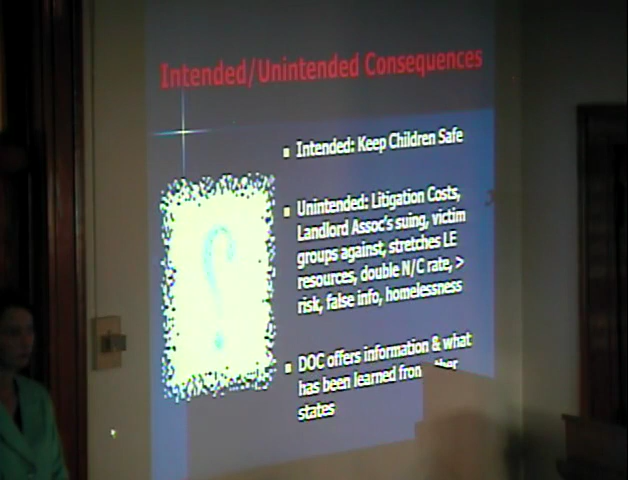 Intended/Unintended Consequences
Intended: Keep Children Safe
Unintended: Litigation Costs,
Landlord Assoc's suing, victim
groups against, stretches LE
resources, double N/C rate, >
risk, false info, homelessness
DOC offers information & what
has been learned from
states